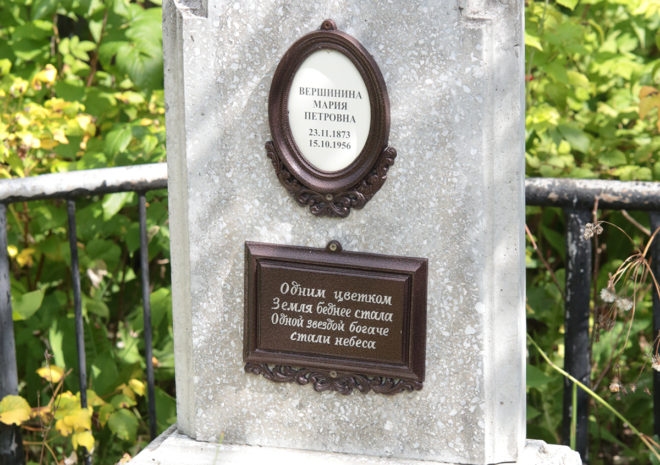 ВЕРШИНИНА
МАРИЯ
ПЕТРОВНА
23.11.1873
15.10.1956
Одним цветком
Земля беднее стала
Одной звездой богаче
стали небеса